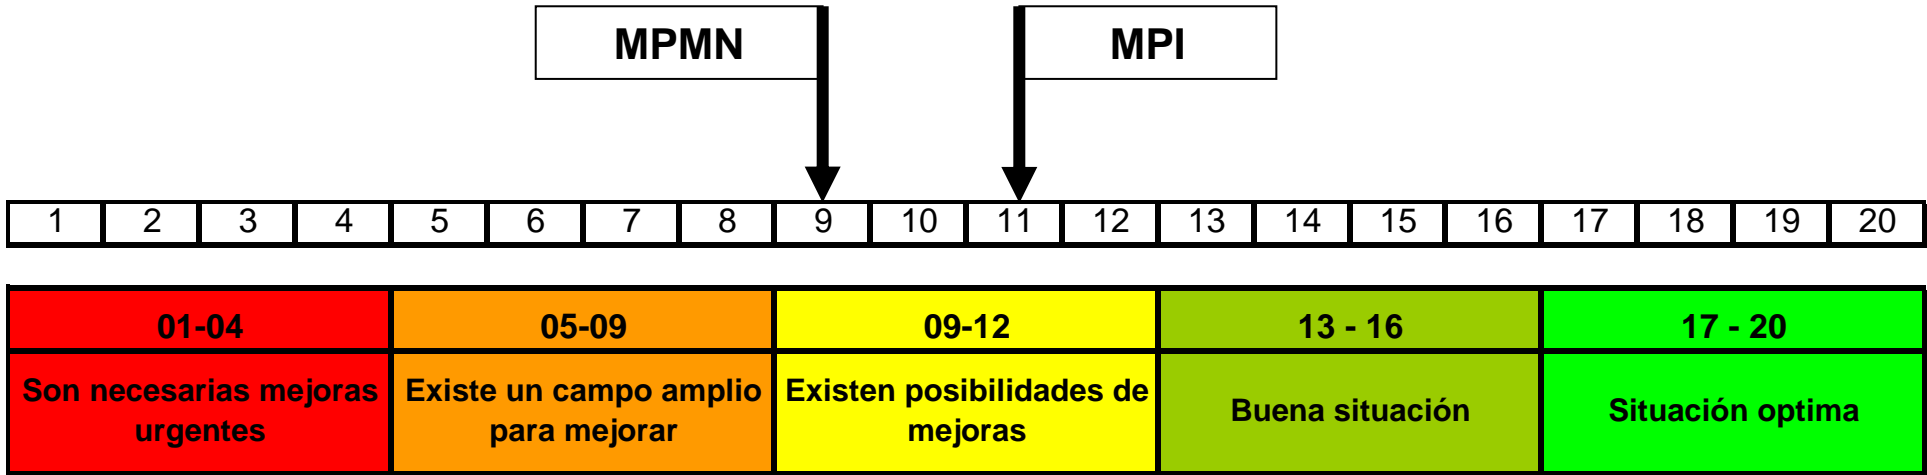 MPMN MPI
1 2 3 4 5 6 7 8 9 10 11 12 13 14 15 16 17 18 19 20
01-04 05-09 09-12 13 - 16 17 - 20
Son necesarias mejoras
urgentes
Existe un campo amplio
para mejorar
Existen posibilidades de
mejoras
Buena situación
Situación optima